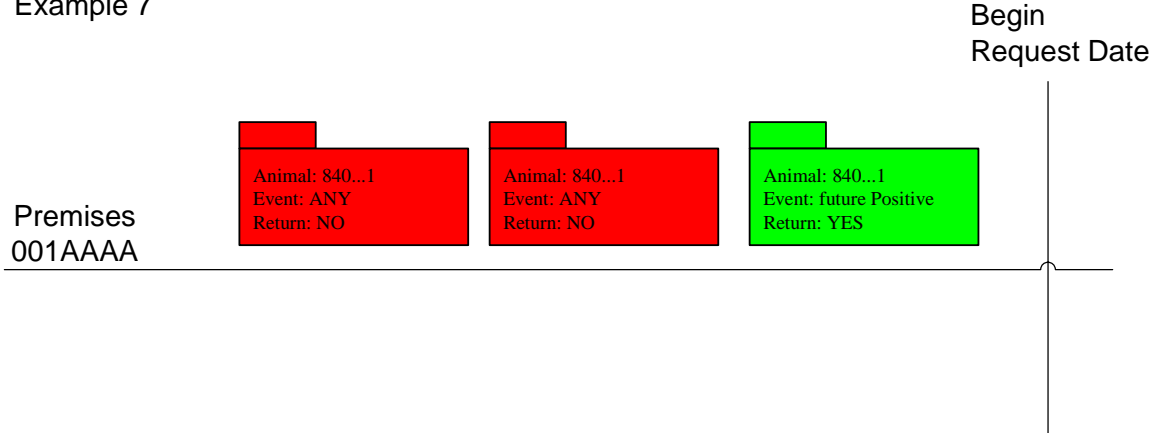 Example 7
Begin
Request Date
Animal: 840...1
Event: ANY
Return: NO
Animal: 840...1
Event: ANY
Return: NO
Animal: 840...1
Event: future Positive
Return: YES
Premises
001AAAA